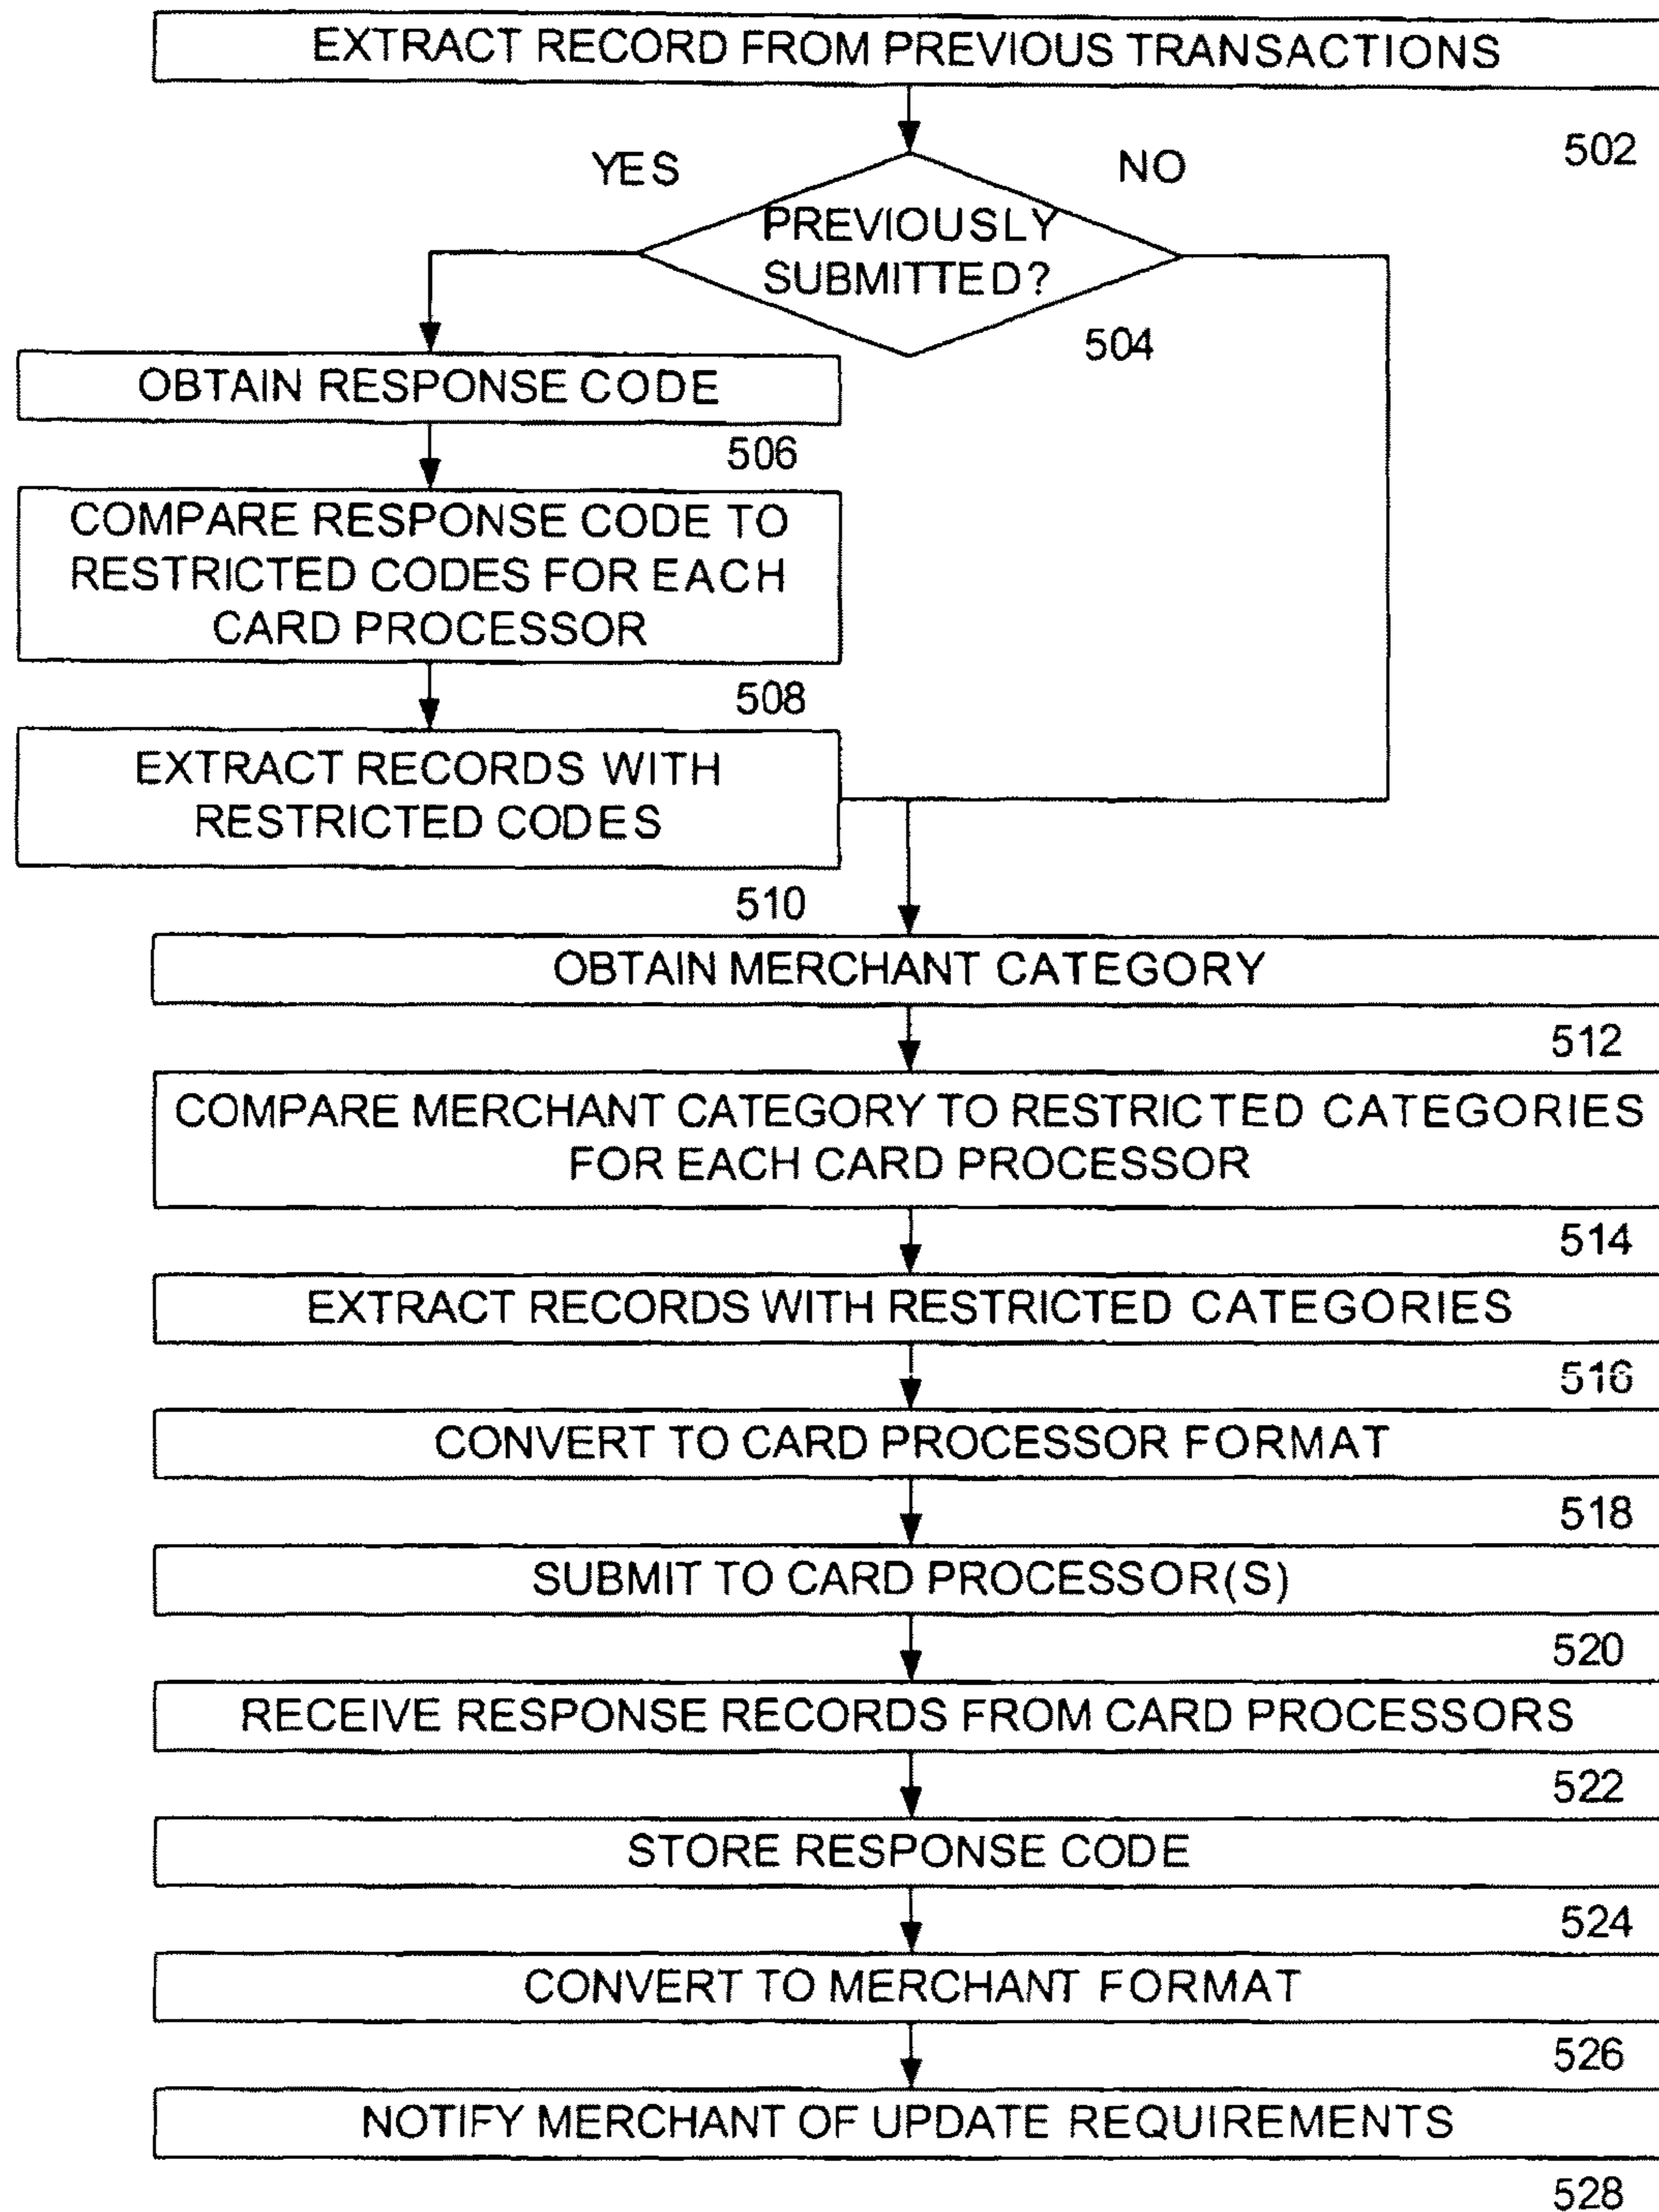 EXTRACT RECORD FROM PREVIOUS TRANSACTIONS
502
YES
NO
PREVIOUSLY
SUBMITTED?
504
OBTAIN RESPONSE CODE
506
COMPARE RESPONSE CODE TO
RESTRICTED CODES FOR EACH
CARD PROCESSOR
508
EXTRACT RECORDS WITH
RESTRICTED CODES
510
OBTAIN MERCHANT CATEGORY
512
COMPARE MERCHANT CATEGORY TO RESTRICTED CATEGORIES
FOR EACH CARD PROCESSOR
514
EXTRACT RECORDS WITH RESTRICTED CATEGORIES
516
CONVERT TO CARD PROCESSOR FORMAT
518
SUBMIT TO CARD PROCESSOR(S)
520
RECEIVE RESPONSE RECORDS FROM CARD PROCESSORS
522
STORE RESPONSE CODE
524
CONVERT TO MERCHANT FORMAT
526
NOTIFY MERCHANT OF UPDATE REQUIREMENTS
528